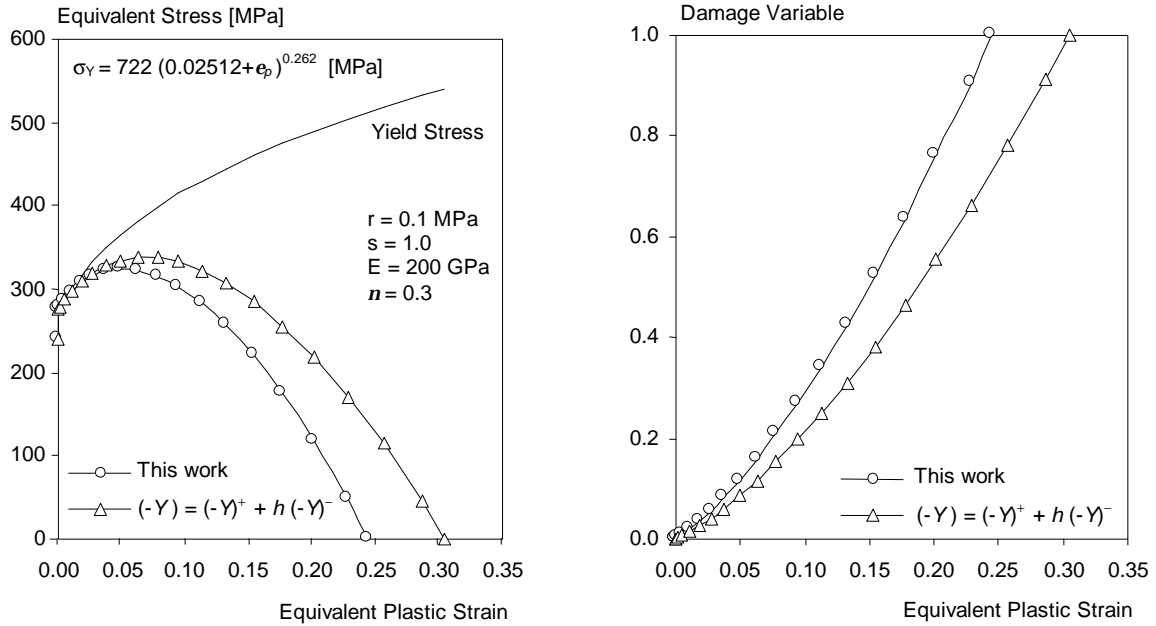 Equivalent Stress [MPa]
600
500
400
300
200
100
0
σY = 722 (0.02512+ep)^0.262 [MPa]
Yield Stress
r = 0.1 MPa
s = 1.0
E = 200 GPa
n = 0.3
This work
(-Y) = (-Y)⁺ + h (-Y)⁻
0.00 0.05 0.10 0.15 0.20 0.25 0.30 0.35
Equivalent Plastic Strain
Damage Variable
1.0
0.8
0.6
0.4
0.2
0.0
This work
(-Y) = (-Y)⁺ + h (-Y)⁻
0.00 0.05 0.10 0.15 0.20 0.25 0.30 0.35
Equivalent Plastic Strain